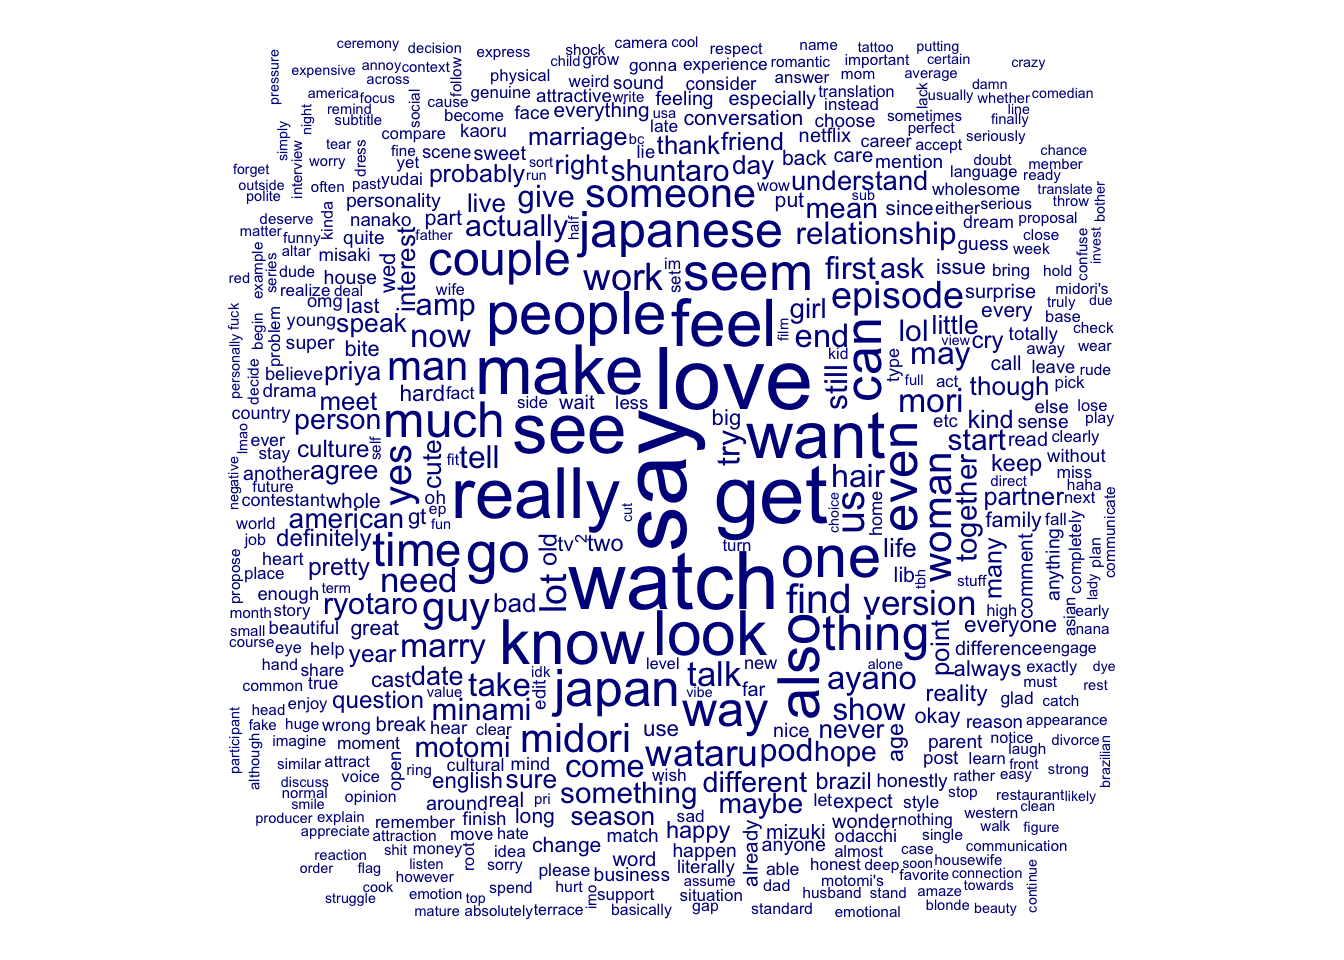 ceremony decision express shock camera cool respect name tattoo putting
pressure expensive annoy context follow child grow gonna experience romantic important certain crazy
america focus across physical weird sound consider answer mom average damn
night remind social cause genuine attractive write feeling especially translation lack usually whether comedian
simply subtitle become face everything usa conversation instead sometimes line
interview tear compare kaoru marriage bc late thank friend choose perfect finally
worry dress fine scene sweet lie netflix career accept seriously
forget yet sort right shuntaro day back care mention doubt chance
outside often past yudai probably run wow understand language member
polite personality live give someone put sub wholesome ready translate bother
deserve kinda nanako part actually half japanese mean since either serious throw
matter funny quite father relationship dream proposal
example altar misaki interest couple guess close confuse invest
red series dude house wed work im seem first ask issue week
realize deal wife set bring hold
fuck omg last amp people feel girl episode surprise midori's
begin problem young speak now film end can lol little every truly due
personally super bite make love kid view cry totally base check
decide believe priya man still type may call away wear
drama hard fact full act though leave rude
country meet side wait less mori pick
lmao person much see say big want etc kind else lose
ever self try even start sense play
stay culture yes cute fit tell hair read clearly
negative another agree woman keep without
future really get us together direct miss
contestant whole oh choice home partner haha
american gt ep cut next
world definitely fun time go old tv 2 two turn one life many family fall communicate
job comment anything completely
propose heart pretty lot watch lib tbh stuff plan
place need lady
enough term ryotaro guy bad find version high asian early
month story know look also thing point everyone nana
small beautiful great
course eye help year marry difference engage
hand share level new alone always exactly dye
common true cast date take idk edit japan talk ayano must rest
enjoy question value vibe far reality glad catch
participant head minami way show okay
fake huge wrong break hear clear use nice never age reason appearance
although imagine moment motomi midori wataru pod hope parent notice divorce
similar attract open ring cultural mind come wish post learn laugh front brazilian
discuss voice english sure different brazil honestly rather easy strong
normal opinion around real pri something let expect style stop restaurant likely
smile maybe
producer explain remember finish long season sad wonder nothing western clean
appreciate attraction move hate match happy mizuki odacchi single walk figure
reaction shit money root idea change happen already anyone almost case communication
order flag listen sorry word literally able honest deep soon housewife
however please business assume dad motomi's favorite connection
cook emotion top spend hurt imo support situation husband stand amaze towards continue
struggle mature absolutely terrace basically gap standard emotional blonde beauty